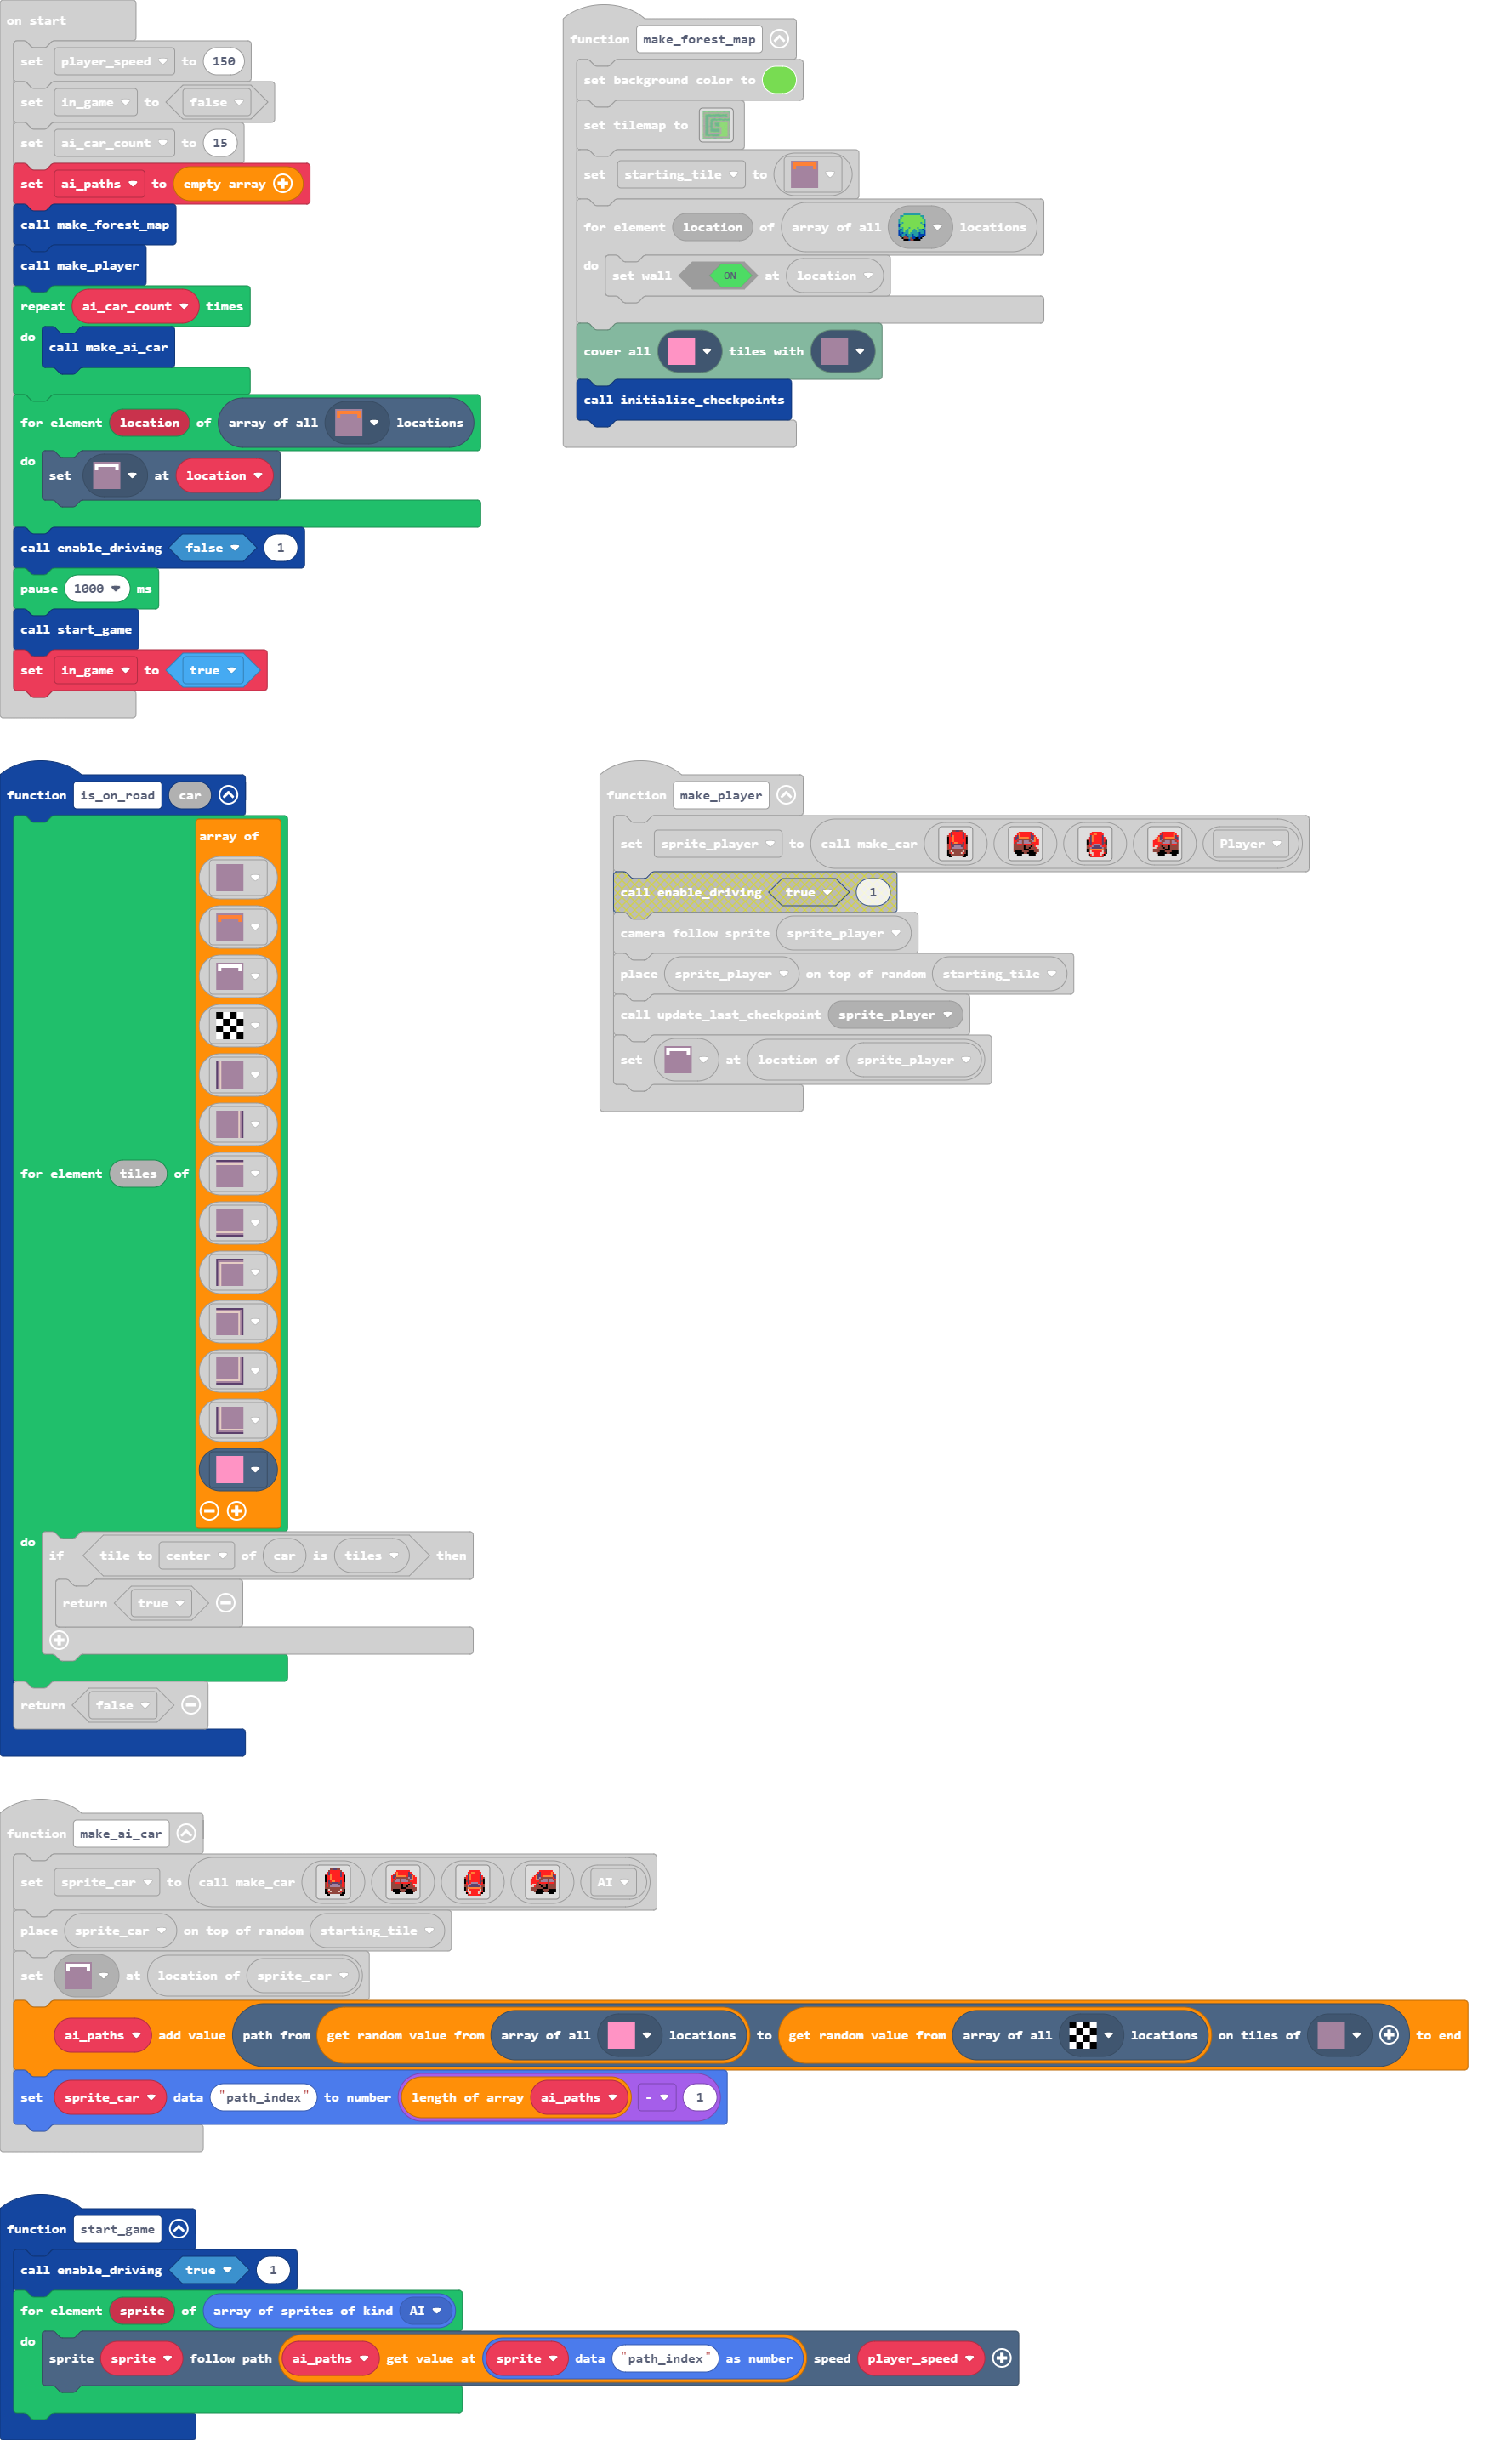 on start
set player_speed to 150
set in_game to false
set ai_car_count to 15
set ai_paths to empty array
call make_forest_map
call make_player
repeat ai_car_count times
do call make_ai_car
for element location of array of all locations
do set at location
call enable_driving false 1
pause 1000 ms
call start_game
set in_game to true
function make_forest_map
set background color to
set tilemap to
set starting_tile to
for element location of array of all locations
do set wall ON at location
cover all tiles with
call initialize_checkpoints
function is_on_road car
array of
for element tiles of
do if tile to center of car is tiles then
return true
return false
function make_player
set sprite_player to call make_car Player
call enable_driving true 1
camera follow sprite sprite_player
place sprite_player on top of random starting_tile
call update_last_checkpoint sprite_player
set at location of sprite_player
function make_ai_car
set sprite_car to call make_car AI
place sprite_car on top of random starting_tile
set at location of sprite_car
ai_paths add value path from get random value from array of all locations to get random value from array of all locations on tiles of to end
set sprite_car data "path_index" to number length of array ai_paths - 1
function start_game
call enable_driving true 1
for element sprite of array of sprites of kind AI
do sprite sprite follow path ai_paths get value at sprite data "path_index" as number speed player_speed